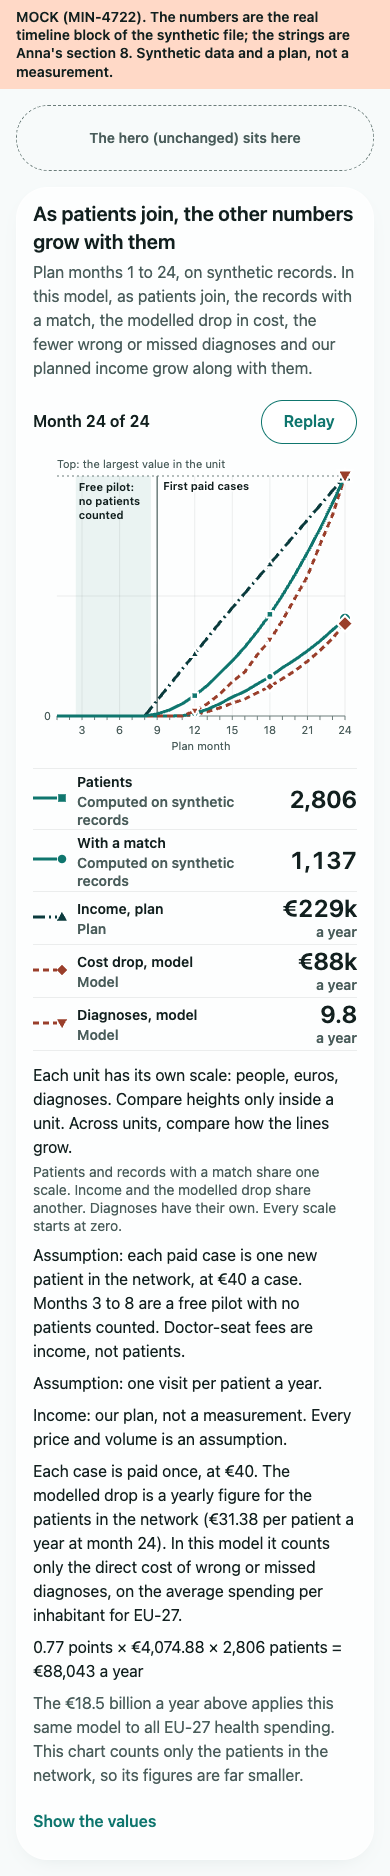 MOCK (MIN-4722). The numbers are the real
timeline block of the synthetic file; the strings are
Anna's section 8. Synthetic data and a plan, not a
measurement.
The hero (unchanged) sits here
As patients join, the other numbers
grow with them
Plan months 1 to 24, on synthetic records. In
this model, as patients join, the records with
a match, the modelled drop in cost, the
fewer wrong or missed diagnoses and our
planned income grow along with them.
Month 24 of 24
Replay
Top: the largest value in the unit
Free pilot:
no patients
counted
First paid cases
0
3 6 9 12 15 18 21 24
Plan month
Patients
Computed on synthetic
records
2,806
With a match
Computed on synthetic
records
1,137
Income, plan
Plan
€229k
a year
Cost drop, model
Model
€88k
a year
Diagnoses, model
Model
9.8
a year
Each unit has its own scale: people, euros,
diagnoses. Compare heights only inside a
unit. Across units, compare how the lines
grow.
Patients and records with a match share one
scale. Income and the modelled drop share
another. Diagnoses have their own. Every scale
starts at zero.
Assumption: each paid case is one new
patient in the network, at €40 a case.
Months 3 to 8 are a free pilot with no
patients counted. Doctor-seat fees are
income, not patients.
Assumption: one visit per patient a year.
Income: our plan, not a measurement. Every
price and volume is an assumption.
Each case is paid once, at €40. The
modelled drop is a yearly figure for the
patients in the network (€31.38 per patient a
year at month 24). In this model it counts
only the direct cost of wrong or missed
diagnoses, on the average spending per
inhabitant for EU-27.
0.77 points × €4,074.88 × 2,806 patients =
€88,043 a year
The €18.5 billion a year above applies this
same model to all EU-27 health spending.
This chart counts only the patients in the
network, so its figures are far smaller.
Show the values